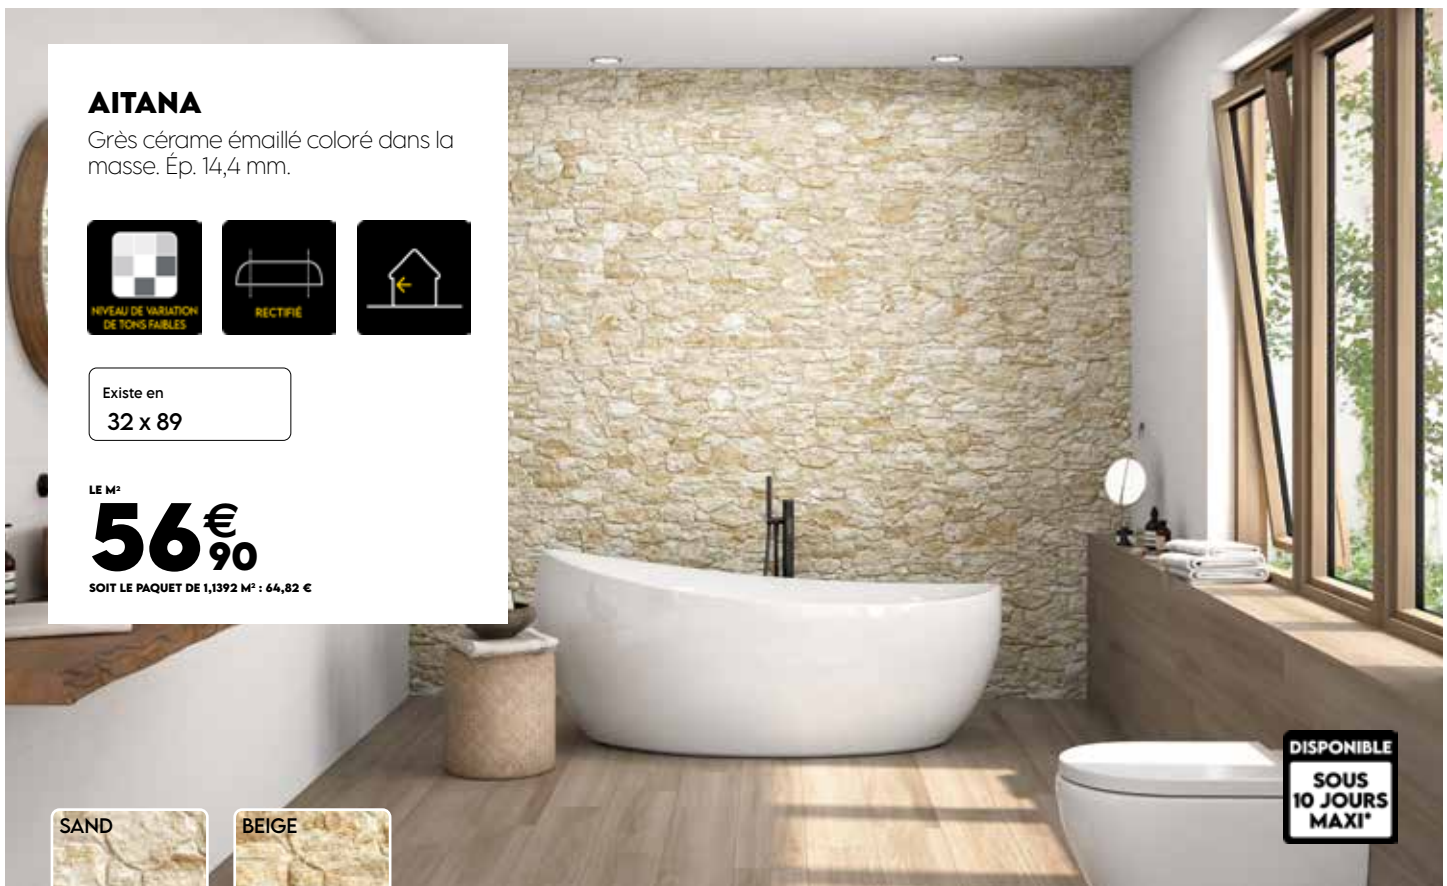 AITANA
Grès cérame émaillé coloré dans la
masse. Ép. 14,4 mm.
NIVEAU DE VARIATION
DE TONS FAIBLES
RECTIFIÉ
Existe en
32 x 89
LE M²
56€90
SOIT LE PAQUET DE 1,1392 M² : 64,82 €
SAND
BEIGE
DISPONIBLE
SOUS
10 JOURS
MAXI*